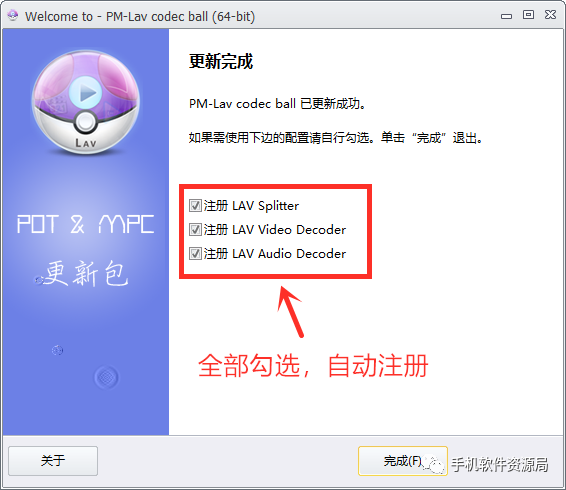 Welcome to - PM-Lav codec ball (64-bit)
LAV
POT & MPC
更新包
更新完成
PM-Lav codec ball 已更新成功。
如果需使用下边的配置请自行勾选。单击“完成”退出。
注册 LAV Splitter
注册 LAV Video Decoder
注册 LAV Audio Decoder
全部勾选，自动注册
关于
完成(F)
手机软件资源局